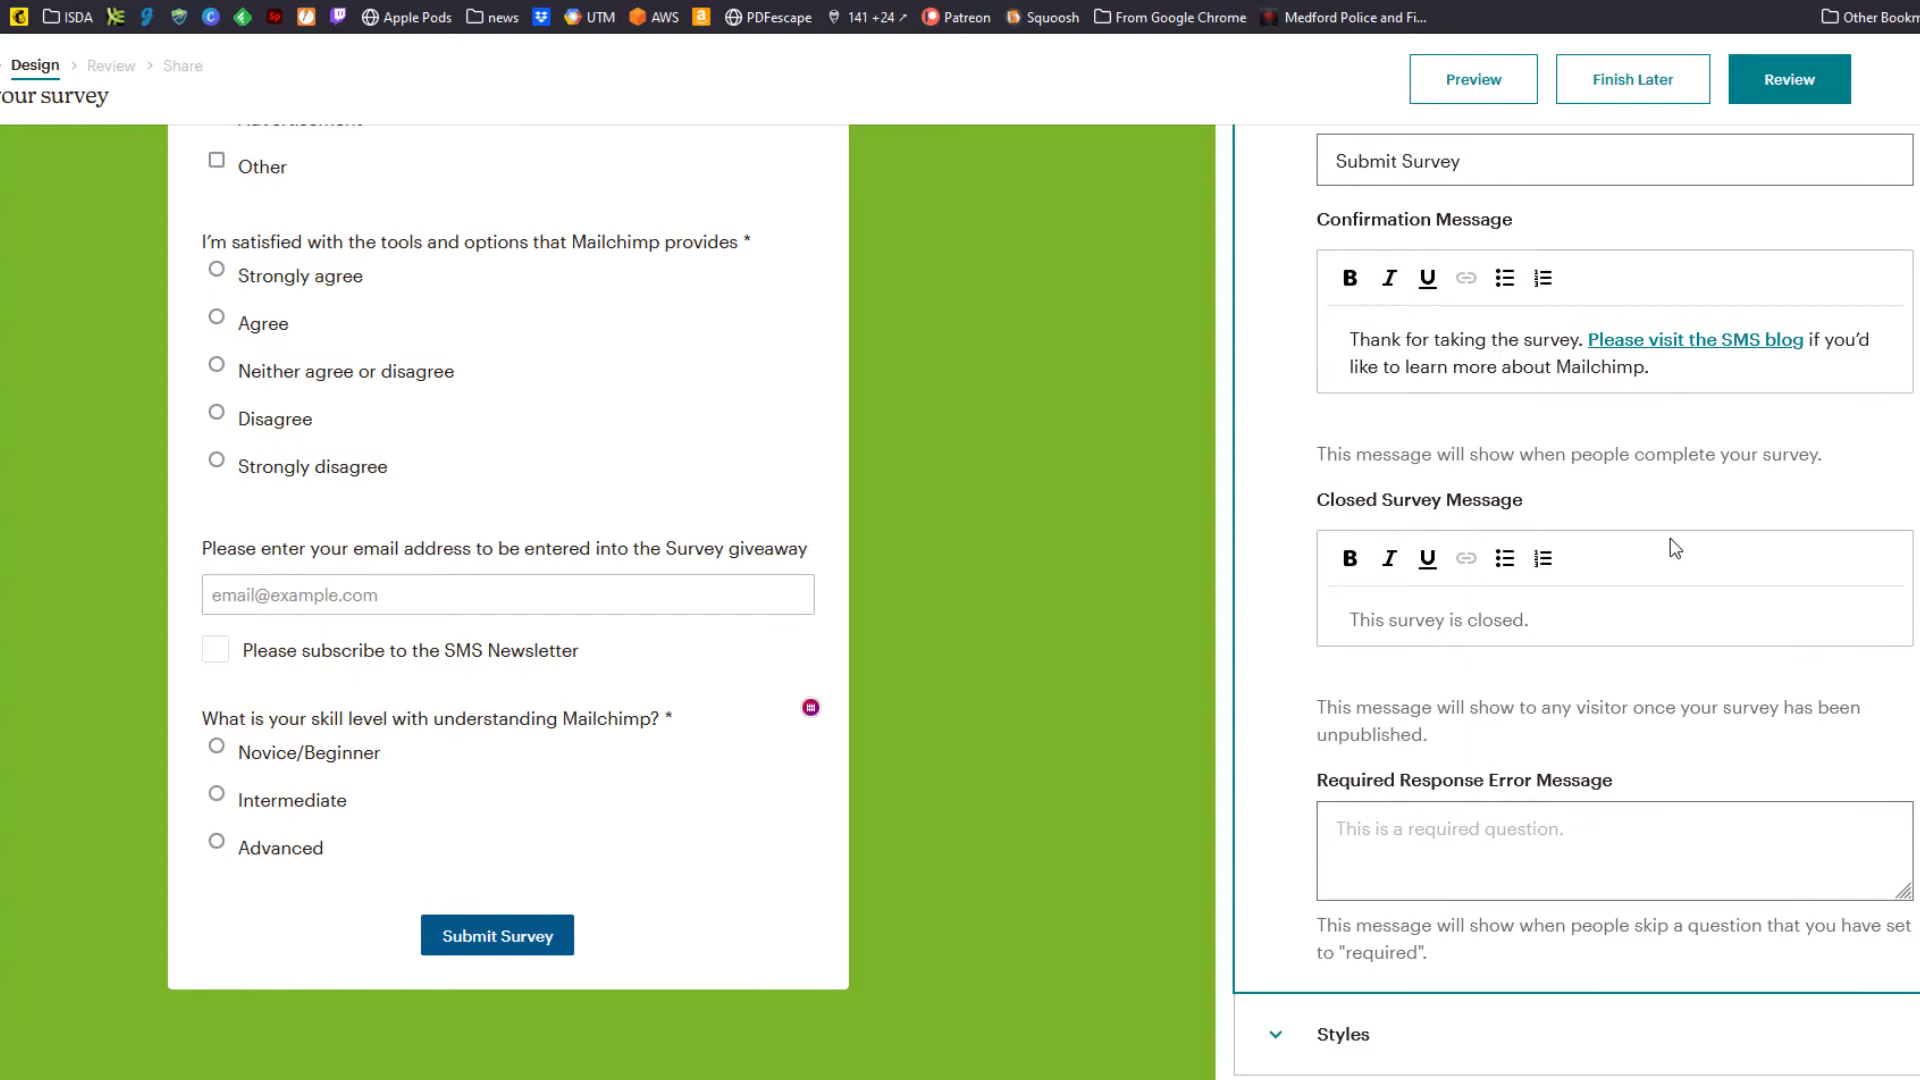 ISDA
Apple Pods
news
UTM
AWS
PDFescape
141 +24
Patreon
Squoosh
From Google Chrome
Medford Police and Fi...
Design > Review > Share
our survey
Preview
Finish Later
Review
Other
I'm satisfied with the tools and options that Mailchimp provides *
Strongly agree
Agree
Neither agree or disagree
Disagree
Strongly disagree
Please enter your email address to be entered into the Survey giveaway
email@example.com
Please subscribe to the SMS Newsletter
What is your skill level with understanding Mailchimp? *
Novice/Beginner
Intermediate
Advanced
Submit Survey
Submit Survey
Confirmation Message
B I U
Thank for taking the survey. Please visit the SMS blog if you'd
like to learn more about Mailchimp.
This message will show when people complete your survey.
Closed Survey Message
B I U
This survey is closed.
This message will show to any visitor once your survey has been
unpublished.
Required Response Error Message
This is a required question.
This message will show when people skip a question that you have set
to "required".
Styles